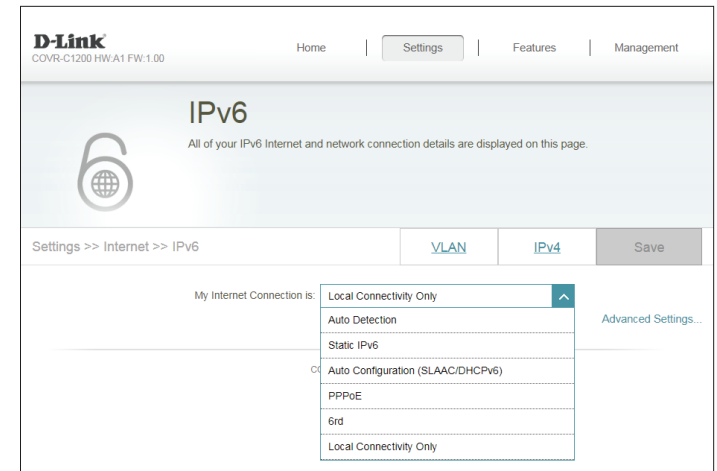 D-Link
COVR-C1200 HW:A1 FW:1.00
Home
Settings
Features
Management
IPv6
All of your IPv6 Internet and network connection details are displayed on this page.
Settings >> Internet >> IPv6
VLAN
IPv4
Save
My Internet Connection is:
Local Connectivity Only
Advanced Settings...
Auto Detection
Static IPv6
Auto Configuration (SLAAC/DHCPv6)
PPPoE
6rd
Local Connectivity Only